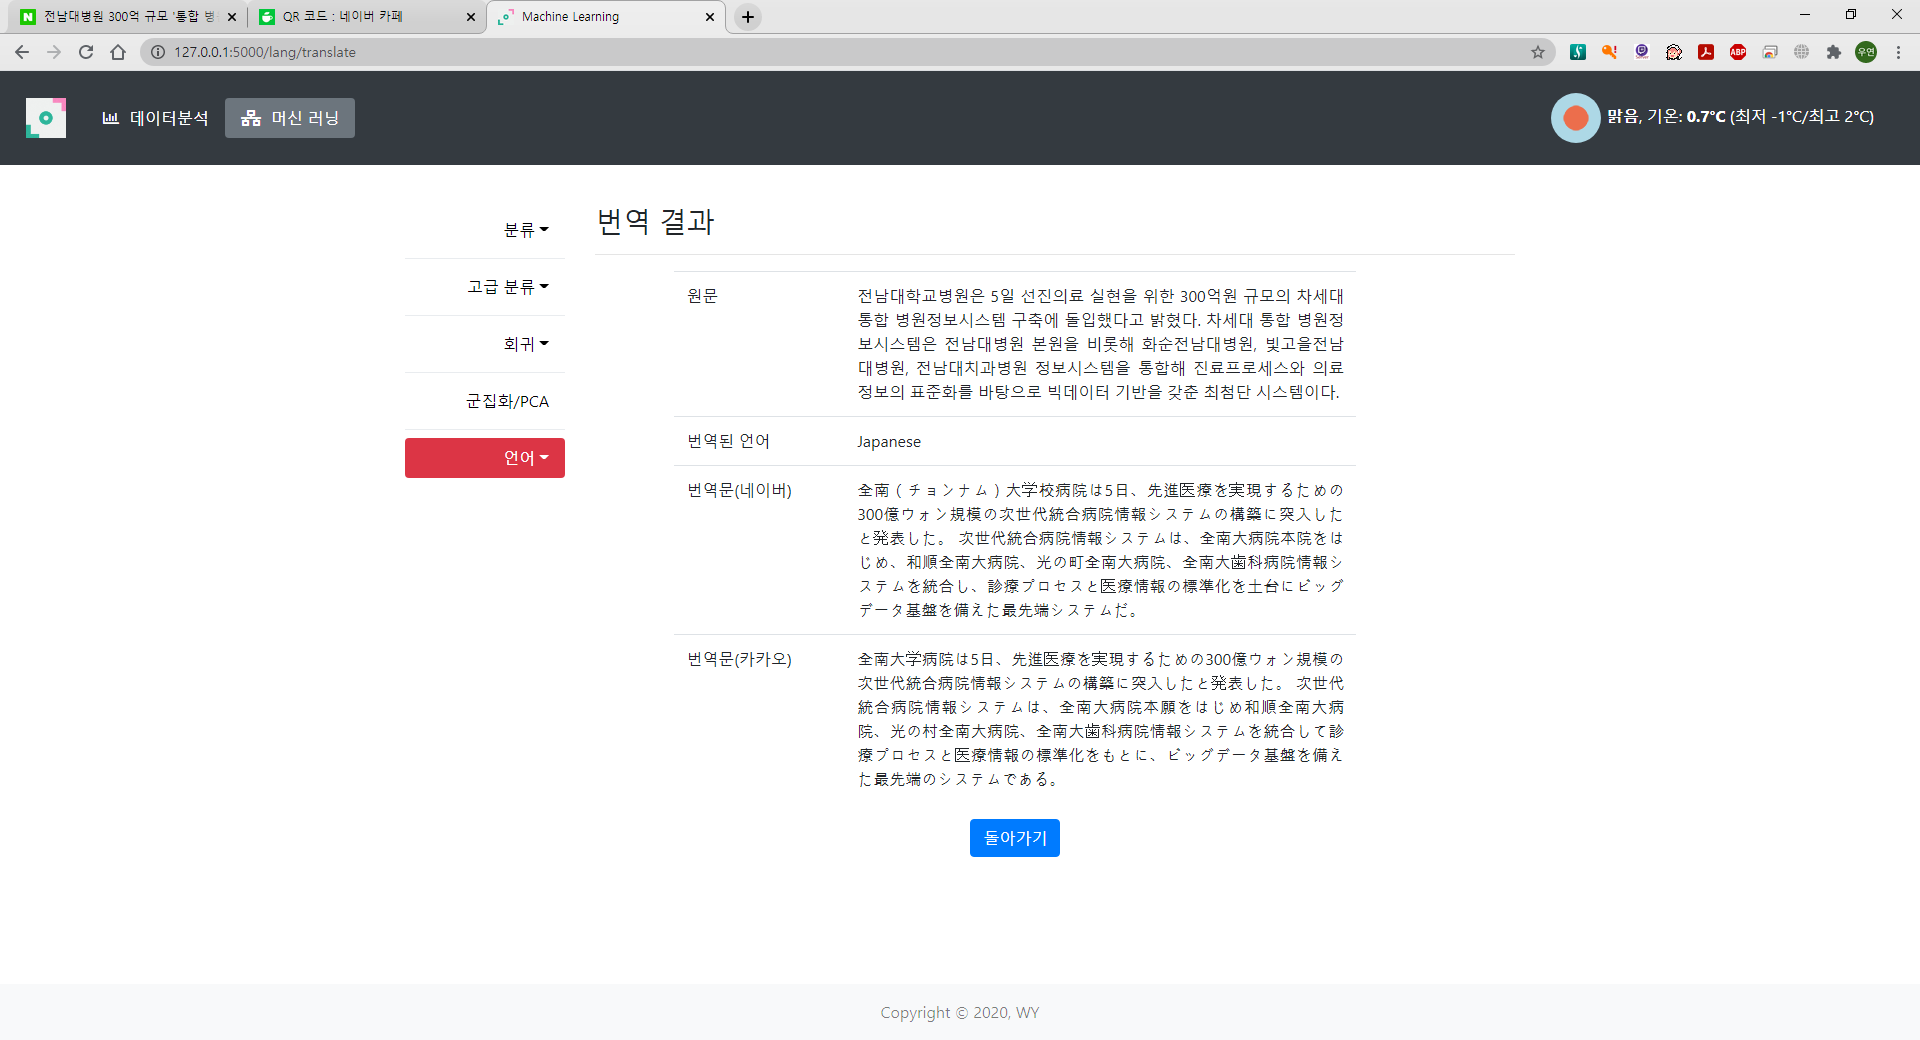 전남대병원 300억 규모 '통합 병
QR 코드 : 네이버 카페
Machine Learning
127.0.0.1:5000/lang/translate
ABP
우연
데이터분석
머신 러닝
맑음, 기온: 0.7°C (최저 -1°C/최고 2°C)
분류
고급 분류
회귀
군집화/PCA
언어
번역 결과
원문
전남대학교병원은 5일 선진의료 실현을 위한 300억원 규모의 차세대
통합 병원정보시스템 구축에 돌입했다고 밝혔다. 차세대 통합 병원정
보시스템은 전남대병원 본원을 비롯해 화순전남대병원, 빛고을전남
대병원, 전남대치과병원 정보시스템을 통합해 진료프로세스와 의료
정보의 표준화를 바탕으로 빅데이터 기반을 갖춘 최첨단 시스템이다.
번역된 언어
Japanese
번역문(네이버)
全南（チョンナム）大学校病院は5日、先進医療を実現するための
300億ウォン規模の次世代統合病院情報システムの構築に突入した
と発表した。 次世代統合病院情報システムは、全南大病院本院をは
じめ、和順全南大病院、光の町全南大病院、全南大歯科病院情報シ
ステムを統合し、診療プロセスと医療情報の標準化を土台にビッグ
データ基盤を備えた最先端システムだ。
번역문(카카오)
全南大学病院は5日、先進医療を実現するための300億ウォン規模の
次世代統合病院情報システムの構築に突入したと発表した。 次世代
統合病院情報システムは、全南大病院本願をはじめ和順全南大病
院、光の村全南大病院、全南大歯科病院情報システムを統合して診
療プロセスと医療情報の標準化をもとに、ビッグデータ基盤を備え
た最先端のシステムである。
돌아가기
Copyright © 2020, WY